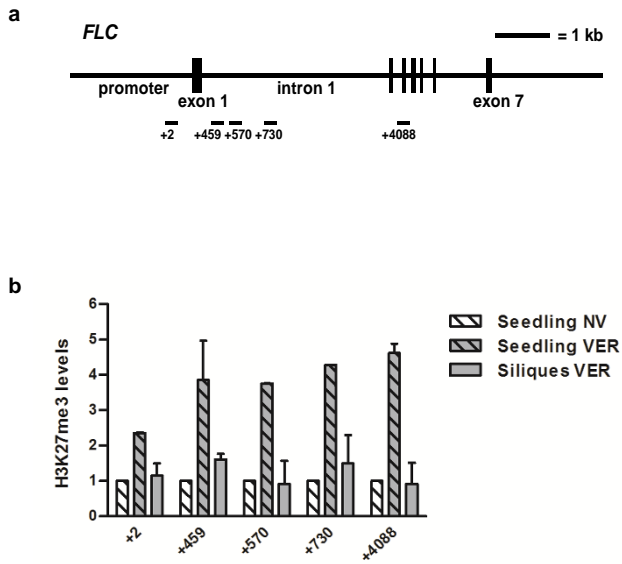 a
FLC
= 1 kb
promoter
exon 1
intron 1
exon 7
+2 +459 +570 +730 +4088
b
H3K27me3 levels
6
5
4
3
2
1
0
+2 +459 +570 +730 +4088
Seedling NV
Seedling VER
Siliques VER